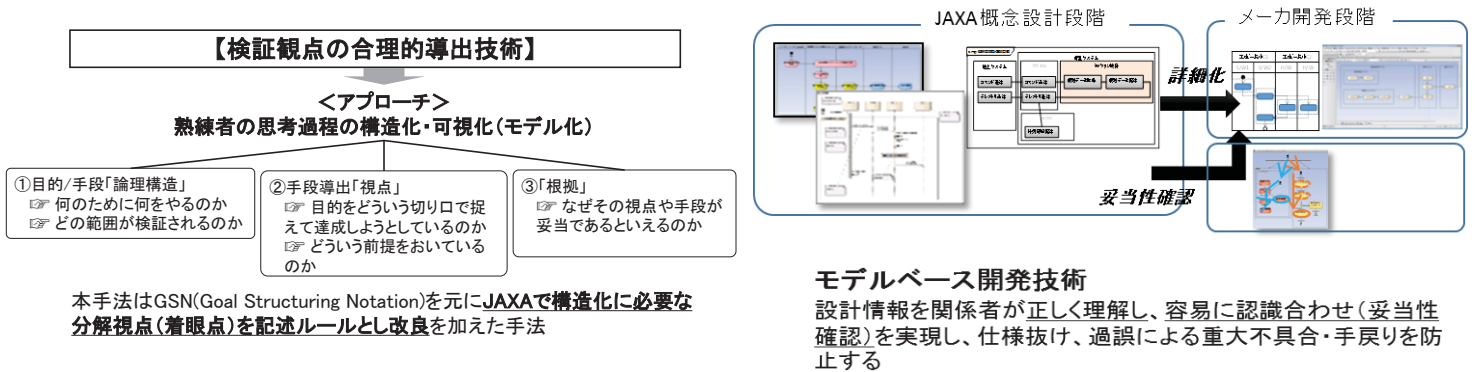 【検証観点の合理的導出技術】
＜アプローチ＞
熟練者の思考過程の構造化・可視化（モデル化）
①目的/手段「論理構造」
☞ 何のために何をやるのか
☞ どの範囲が検証されるのか
②手段導出「視点」
☞ 目的をどういう切り口で捉
えて達成しようとしているのか
☞ どういう前提をおいている
のか
③「根拠」
☞ なぜその視点や手段が
妥当であるといえるのか
本手法はGSN(Goal Structuring Notation)を元にJAXAで構造化に必要な
分解視点（着眼点）を記述ルールとし改良を加えた手法
JAXA概念設計段階
メーカ開発段階
詳細化
妥当性確認
モデルベース開発技術
設計情報を関係者が正しく理解し、容易に認識合わせ（妥当性
確認）を実現し、仕様抜け、過誤による重大不具合・手戻りを防
止する